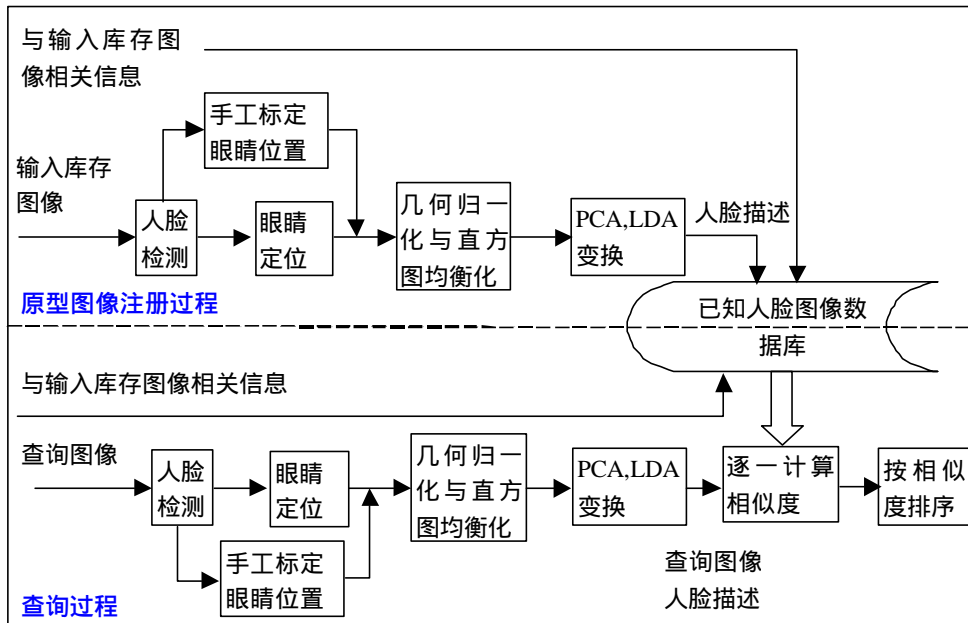 与输入库存图
像相关信息
手工标定
眼睛位置
输入库存
图像
人脸
检测
眼睛
定位
几何归一
化与直方
图均衡化
PCA,LDA
变换
人脸描述
原型图像注册过程
已知人脸图像数
据库
与输入库存图像相关信息
查询图像
人脸
检测
眼睛
定位
几何归一
化与直方
图均衡化
PCA,LDA
变换
逐一计算
相似度
按相似
度排序
手工标定
眼睛位置
查询图像
人脸描述
查询过程